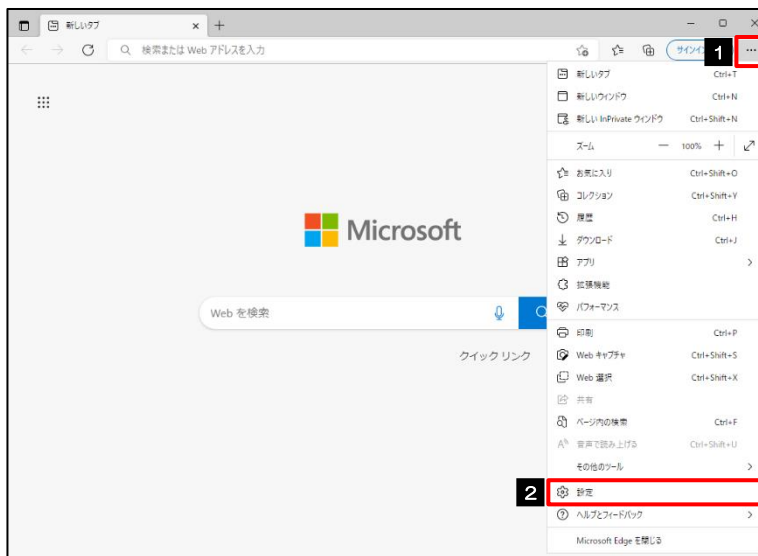 新しいタブ
検索または Web アドレスを入力
1
新しいタブ Ctrl+T
新しいウィンドウ Ctrl+N
新しい InPrivate ウィンドウ Ctrl+Shift+N
ズーム 100%
お気に入り Ctrl+Shift+O
コレクション Ctrl+Shift+Y
履歴 Ctrl+H
ダウンロード Ctrl+J
アプリ
拡張機能
パフォーマンス
Microsoft
Web を検索
クイック リンク
印刷 Ctrl+P
Web キャプチャ Ctrl+Shift+S
Web 選択 Ctrl+Shift+X
共有
ページ内の検索 Ctrl+F
音声で読み上げる Ctrl+Shift+U
その他のツール
2 設定
ヘルプとフィードバック
Microsoft Edge を閉じる